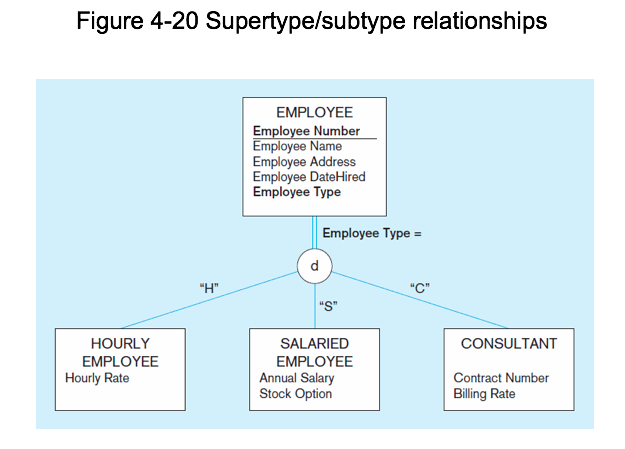 Figure 4-20 Supertype/subtype relationships
EMPLOYEE
Employee Number
Employee Name
Employee Address
Employee DateHired
Employee Type
Employee Type =
d
“H”
“S”
“C”
HOURLY
EMPLOYEE
Hourly Rate
SALARIED
EMPLOYEE
Annual Salary
Stock Option
CONSULTANT
Contract Number
Billing Rate